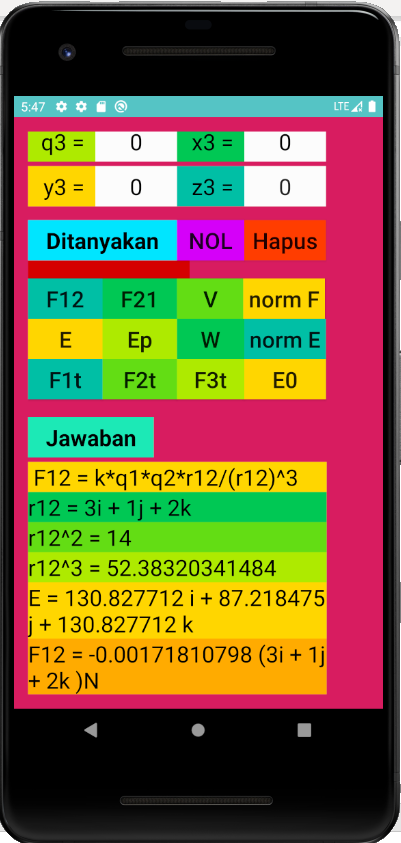 5:47 LTE
q3 = 0 x3 = 0
y3 = 0 z3 = 0
Ditanyakan NOL Hapus
F12 F21 V norm F
E Ep W norm E
F1t F2t F3t E0
Jawaban
F12 = k*q1*q2*r12/(r12)^3
r12 = 3i + 1j + 2k
r12^2 = 14
r12^3 = 52.38320341484
E = 130.827712 i + 87.218475
j + 130.827712 k
F12 = -0.00171810798 (3i + 1j
+ 2k )N